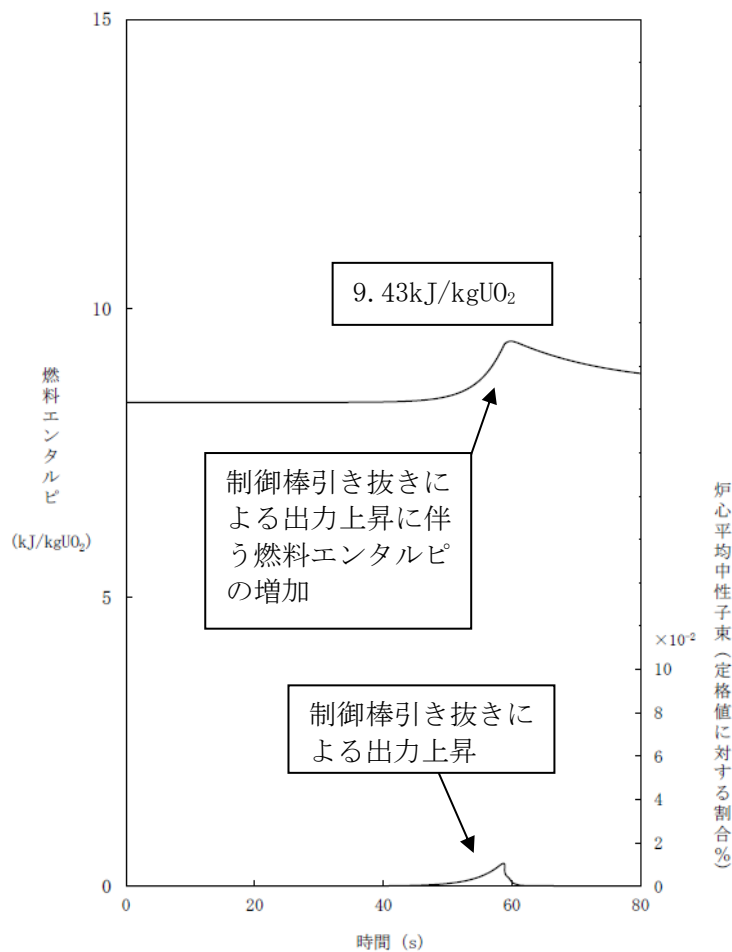 15
10
5
0
燃料エンタルピ
(kJ/kgUO₂)
9.43kJ/kgUO₂
制御棒引き抜きに
よる出力上昇に伴
う燃料エンタルピ
の増加
制御棒引き抜きに
よる出力上昇
×10⁻²
10
8
6
4
2
0
炉心平均中性子束(定格値に対する割合%)
0
20
40
60
80
時間 (s)